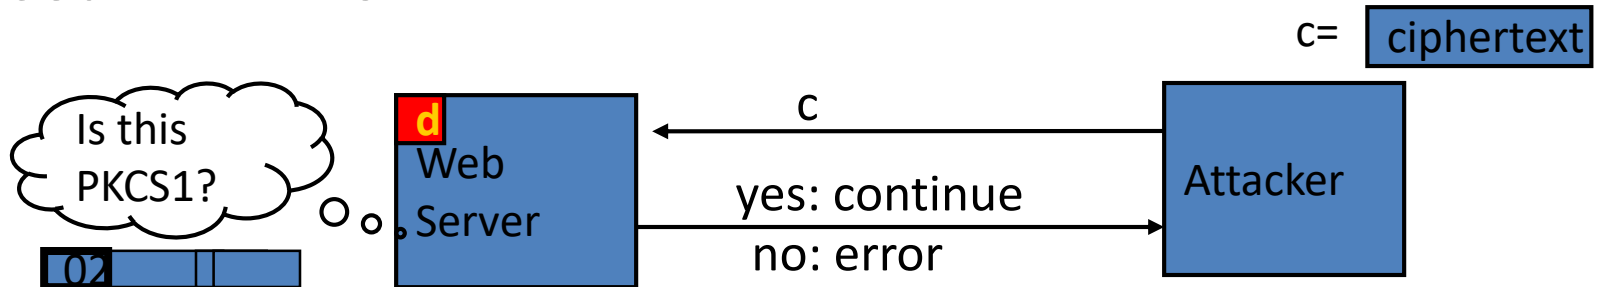 c=
ciphertext
Is this
PKCS1?
d
Web
Server
c
yes: continue
no: error
Attacker
02